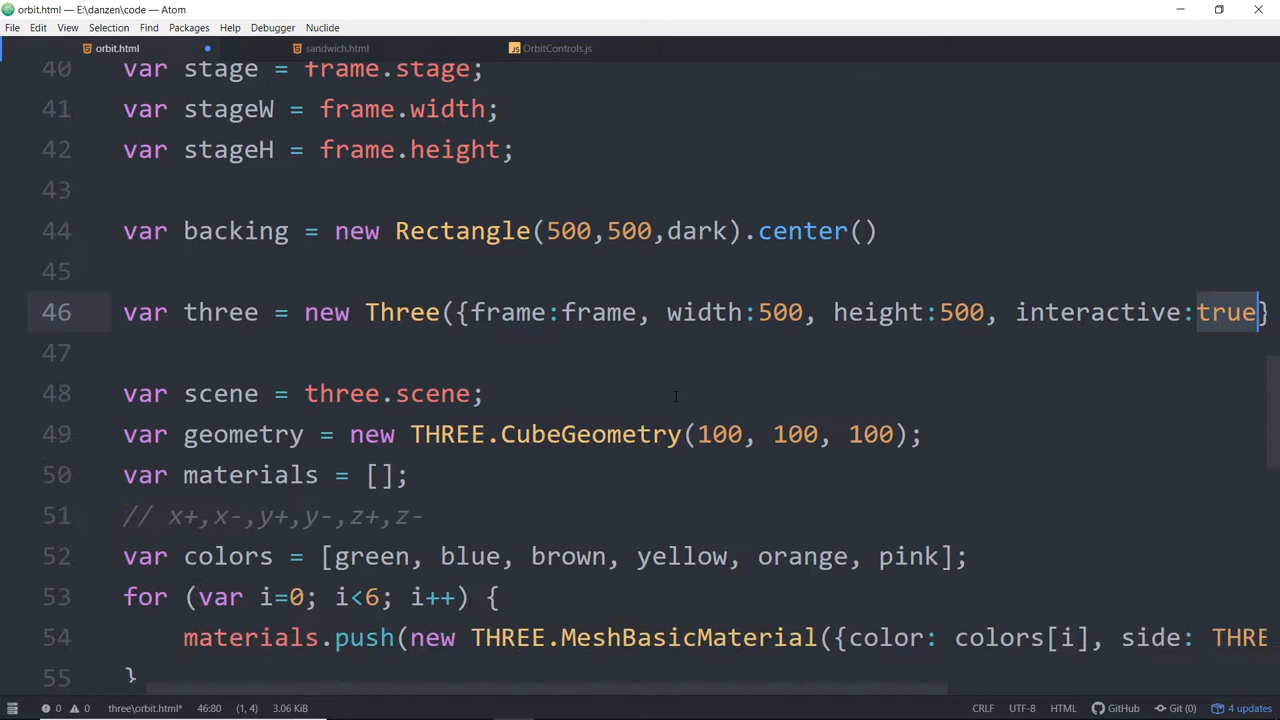 orbit.html — E:\danzen\code — Atom
File Edit View Selection Find Packages Help Debugger Nuclide
orbit.html sandwich.html JS OrbitControls.js
40 var stage = frame.stage;
41 var stageW = frame.width;
42 var stageH = frame.height;
43
44 var backing = new Rectangle(500,500,dark).center()
45
46 var three = new Three({frame:frame, width:500, height:500, interactive:true}
47
48 var scene = three.scene;
49 var geometry = new THREE.CubeGeometry(100, 100, 100);
50 var materials = [];
51 // x+,x-,y+,y-,z+,z-
52 var colors = [green, blue, brown, yellow, orange, pink];
53 for (var i=0; i<6; i++) {
54 materials.push(new THREE.MeshBasicMaterial({color: colors[i], side: THRE
55 }
0 0 three\orbit.html* 46:80 (1, 4) 3.06 KiB CRLF UTF-8 HTML GitHub Git (0) 4 updates